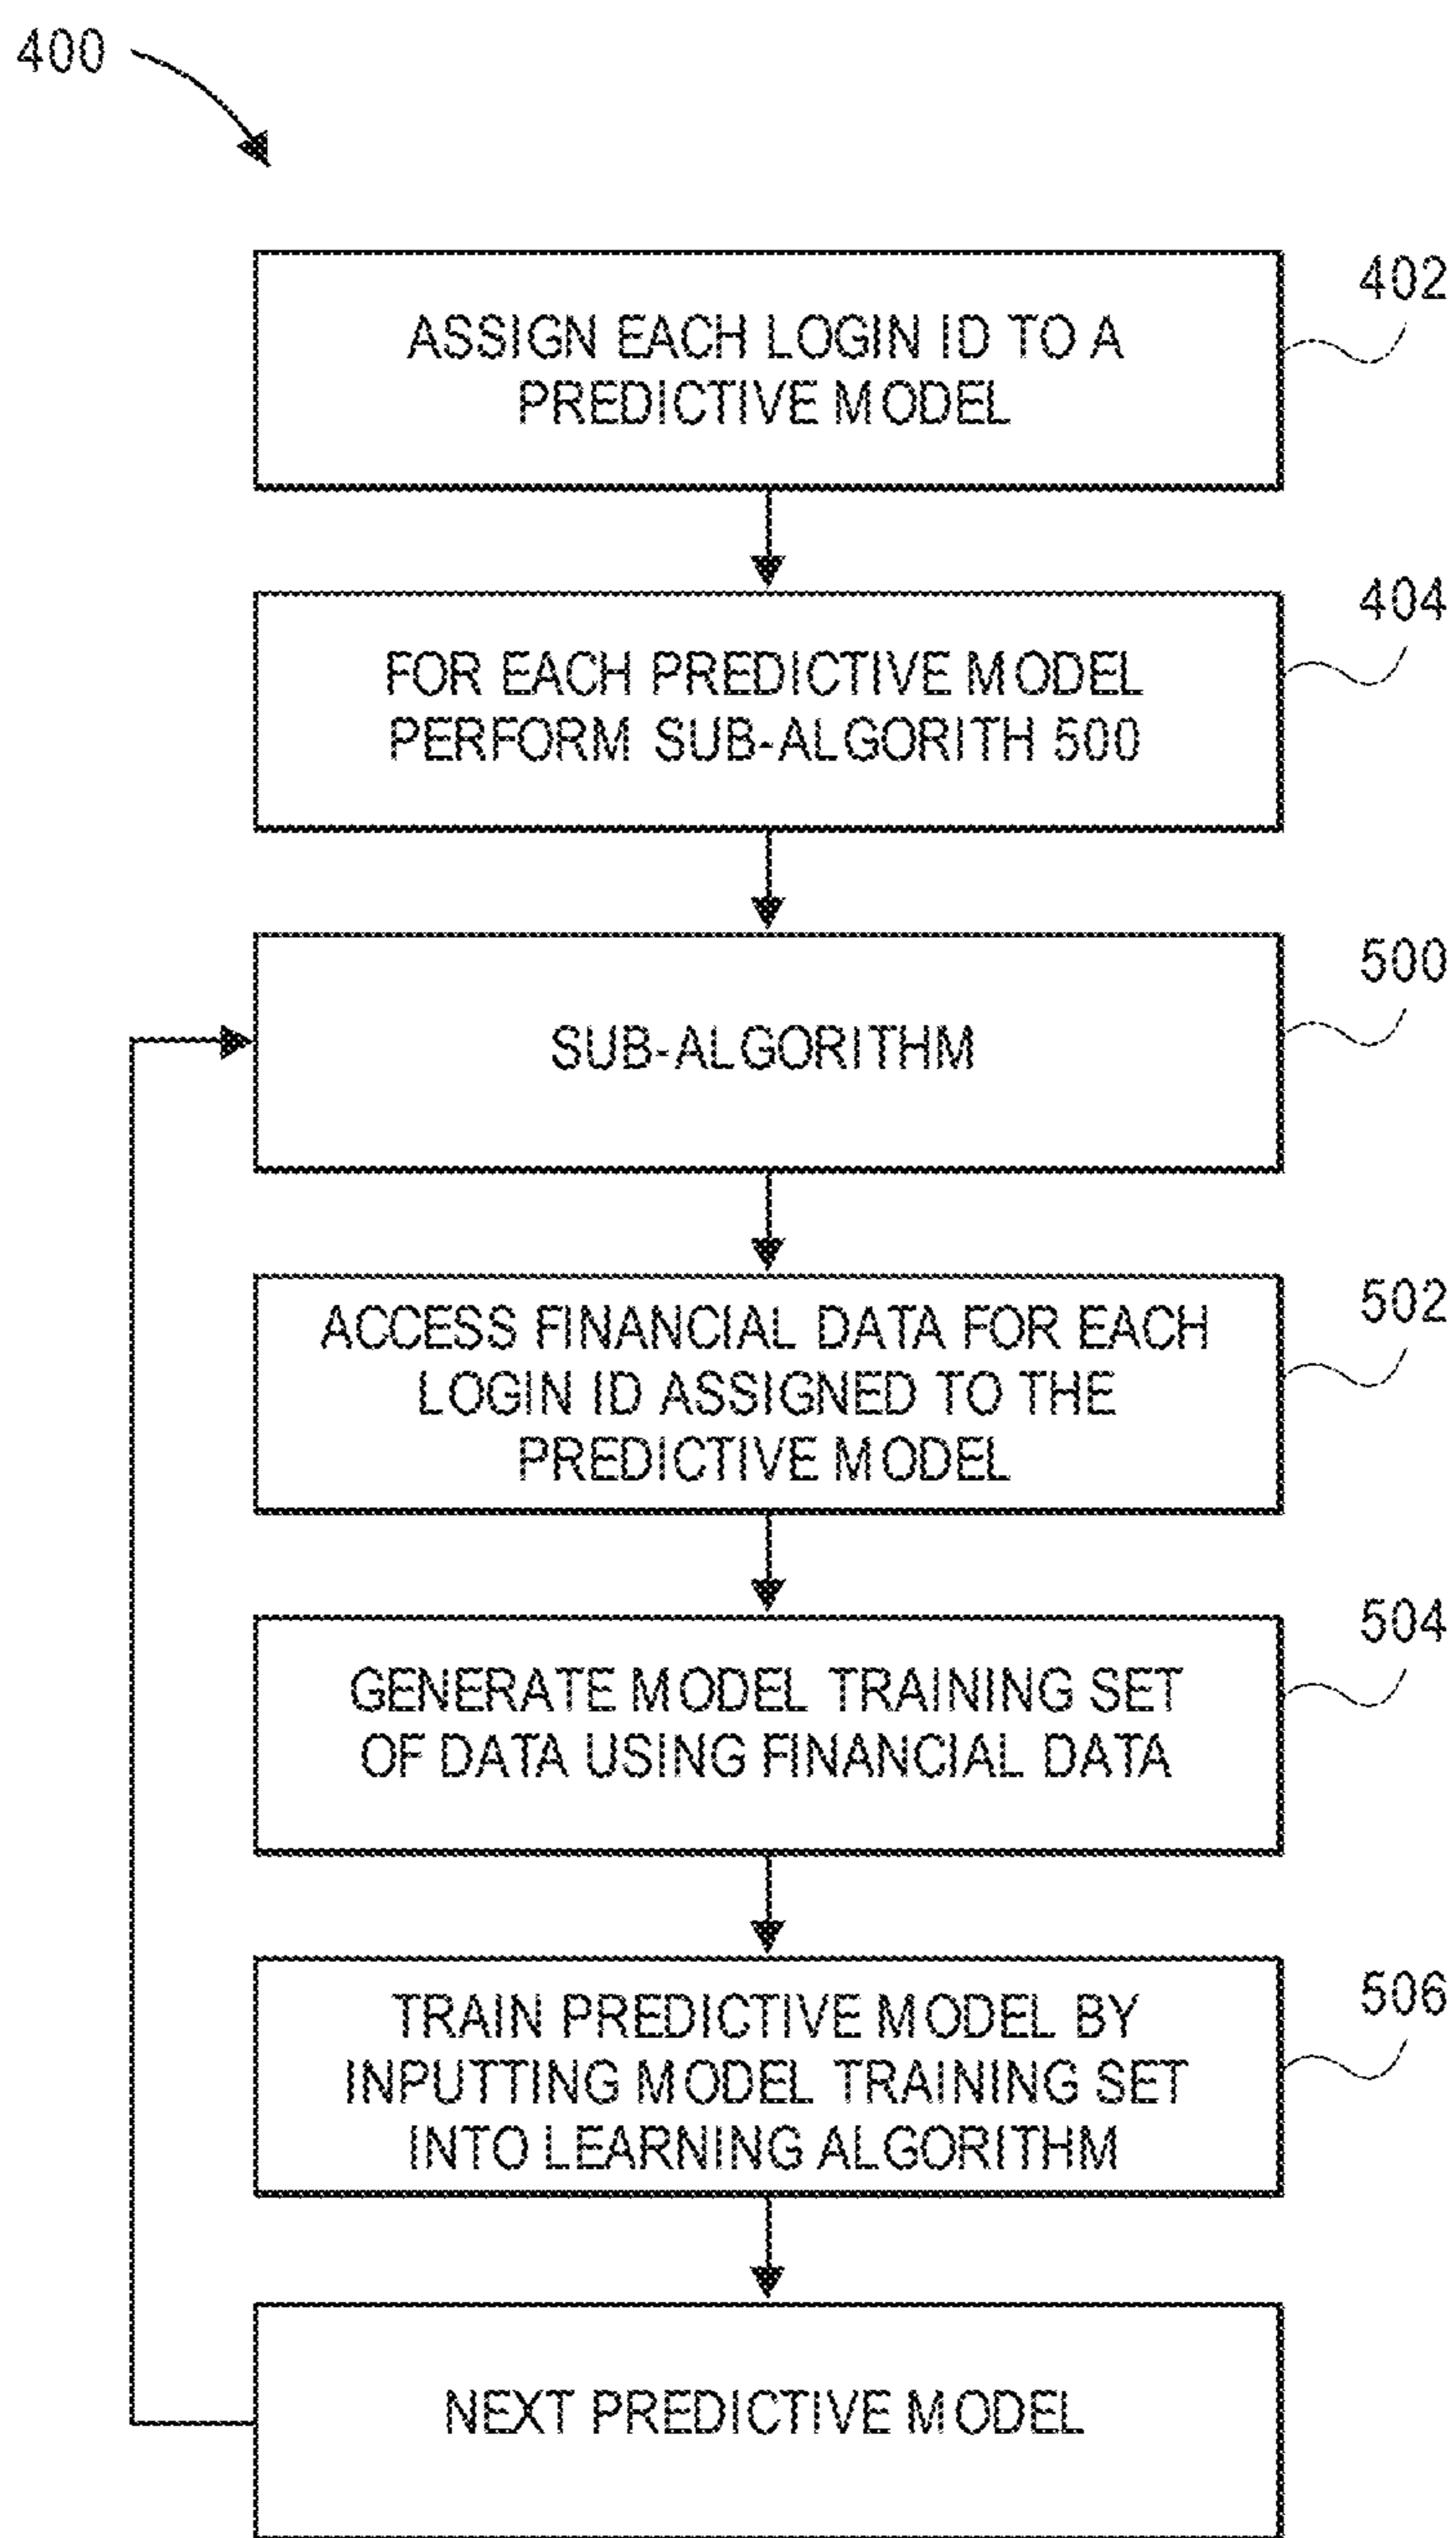 400
402
ASSIGN EACH LOGIN ID TO A
PREDICTIVE MODEL
404
FOR EACH PREDICTIVE MODEL
PERFORM SUB-ALGORITH 500
500
SUB-ALGORITHM
502
ACCESS FINANCIAL DATA FOR EACH
LOGIN ID ASSIGNED TO THE
PREDICTIVE MODEL
504
GENERATE MODEL TRAINING SET
OF DATA USING FINANCIAL DATA
506
TRAIN PREDICTIVE MODEL BY
INPUTTING MODEL TRAINING SET
INTO LEARNING ALGORITHM
NEXT PREDICTIVE MODEL